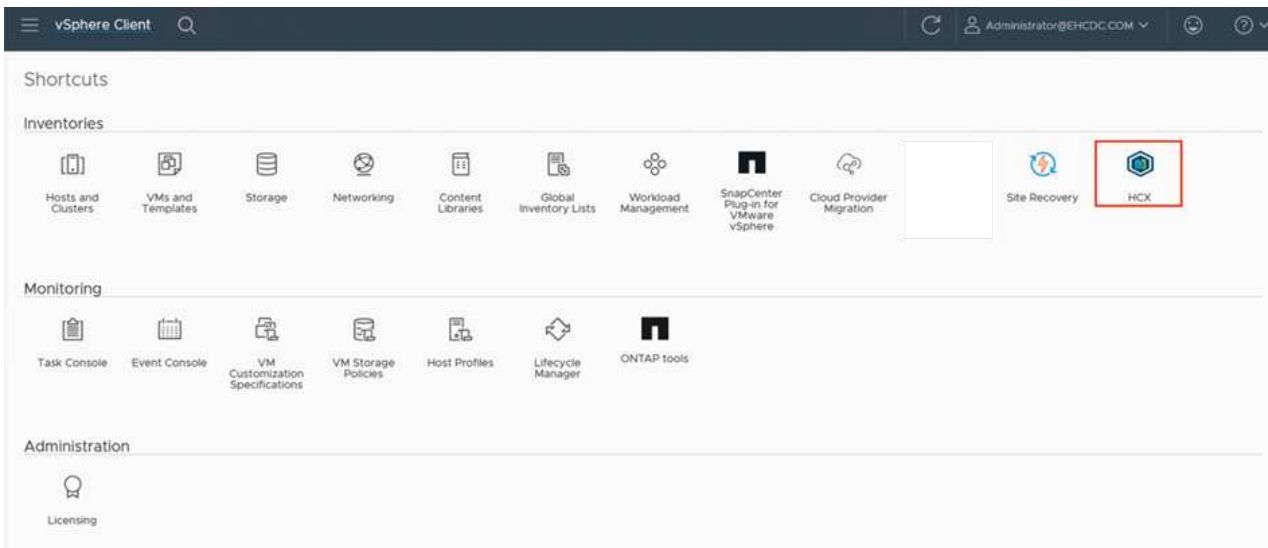 vSphere Client
Administrator@EHCDC.COM
Shortcuts
Inventories
Hosts and Clusters
VMs and Templates
Storage
Networking
Content Libraries
Global Inventory Lists
Workload Management
SnapCenter Plug-in for VMware vSphere
Cloud Provider Migration
Site Recovery
HCX
Monitoring
Task Console
Event Console
VM Customization Specifications
VM Storage Policies
Host Profiles
Lifecycle Manager
ONTAP tools
Administration
Licensing